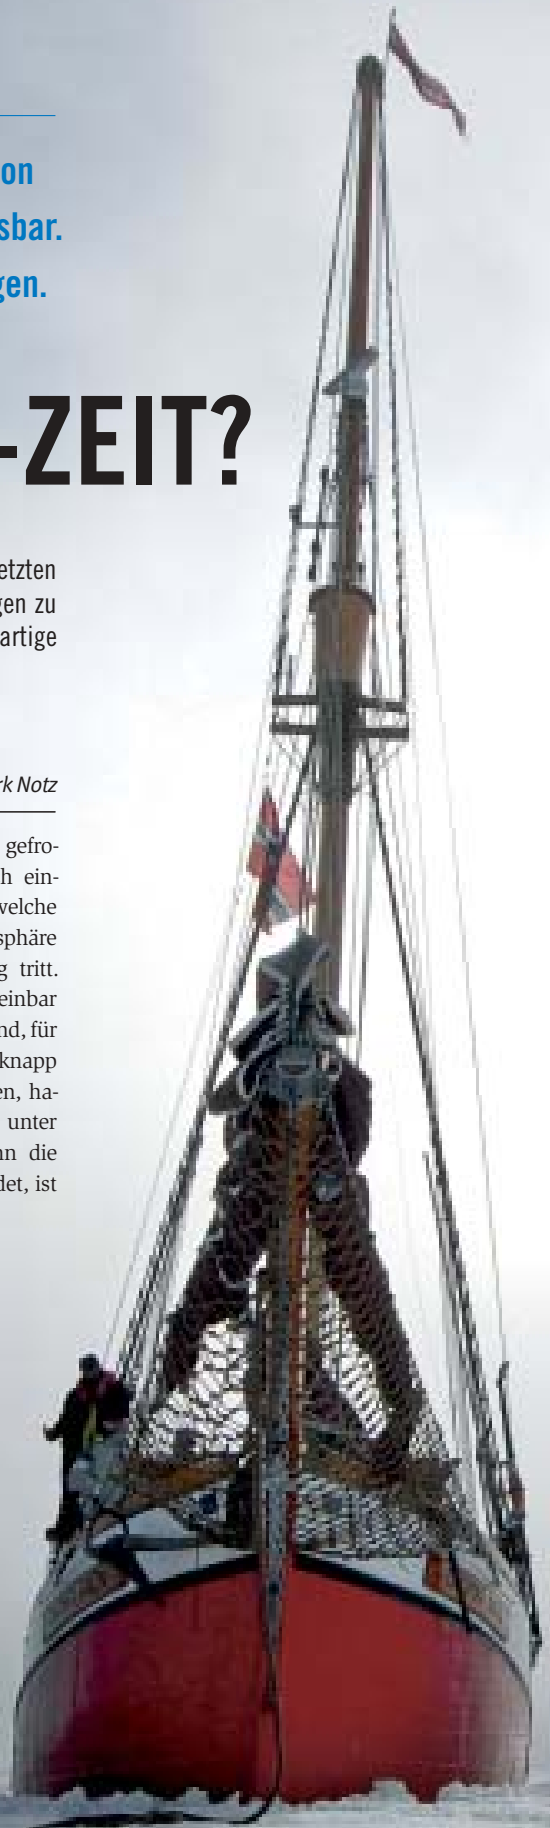 on
sbar.
gen.
-ZEIT?
etzten
gen zu
artige
rk Notz
gefro-
h ein-
welche
sphäre
g tritt.
einbar
nd, für
knapp
en, ha-
unter
nn die
det, ist